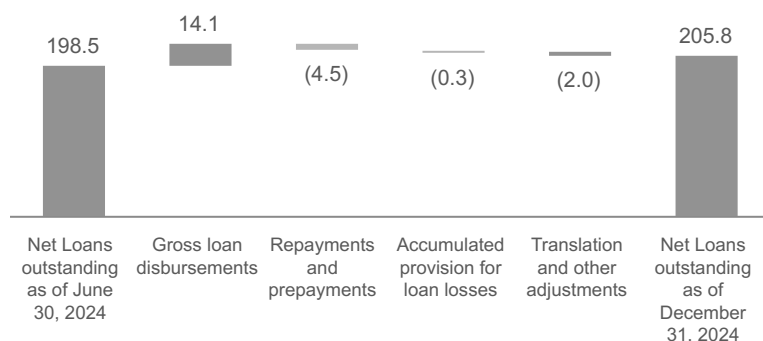 14.1
198.5
205.8
(4.5)
(0.3)
(2.0)
Net Loans
outstanding
as of June
30, 2024
Gross loan
disbursements
Repayments
and
prepayments
Accumulated
provision for
loan losses
Translation
and other
adjustments
Net Loans
outstanding
as of
December
31, 2024